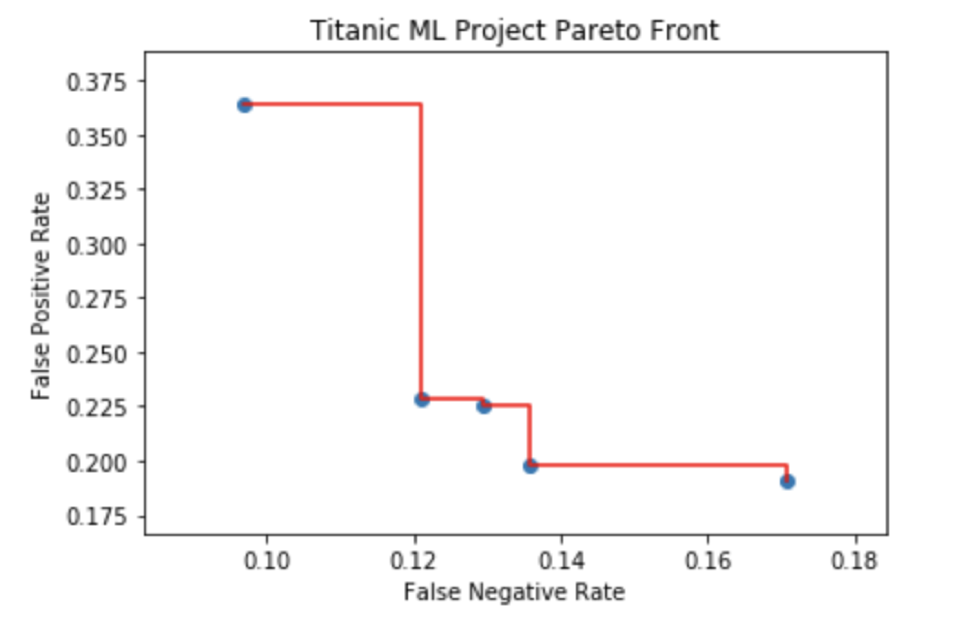 Titanic ML Project Pareto Front
0.375
0.350
0.325
0.300
0.275
0.250
0.225
0.200
0.175
False Positive Rate
0.10 0.12 0.14 0.16 0.18
False Negative Rate